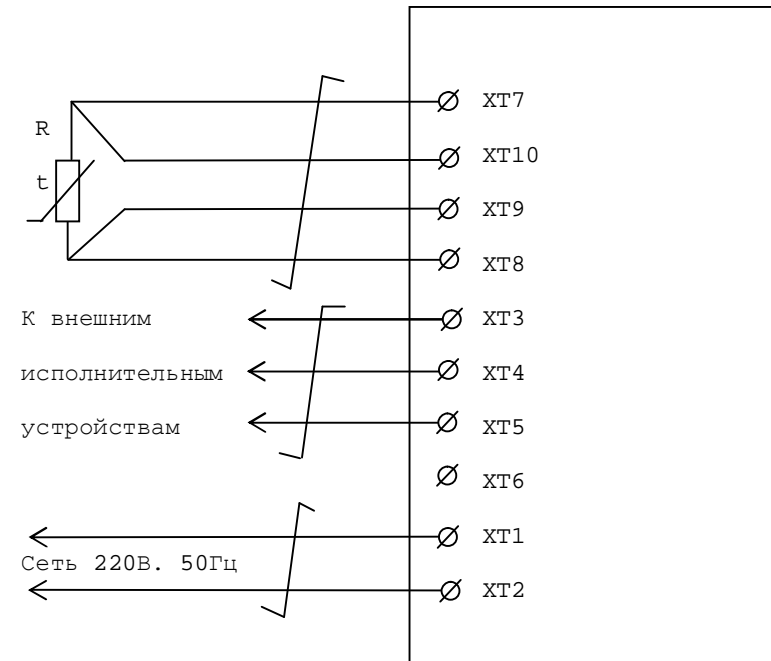 XT7
R
XT10
t
XT9
XT8
К внешним
XT3
исполнительным
XT4
устройствам
XT5
XT6
XT1
Сеть 220В. 50Гц
XT2